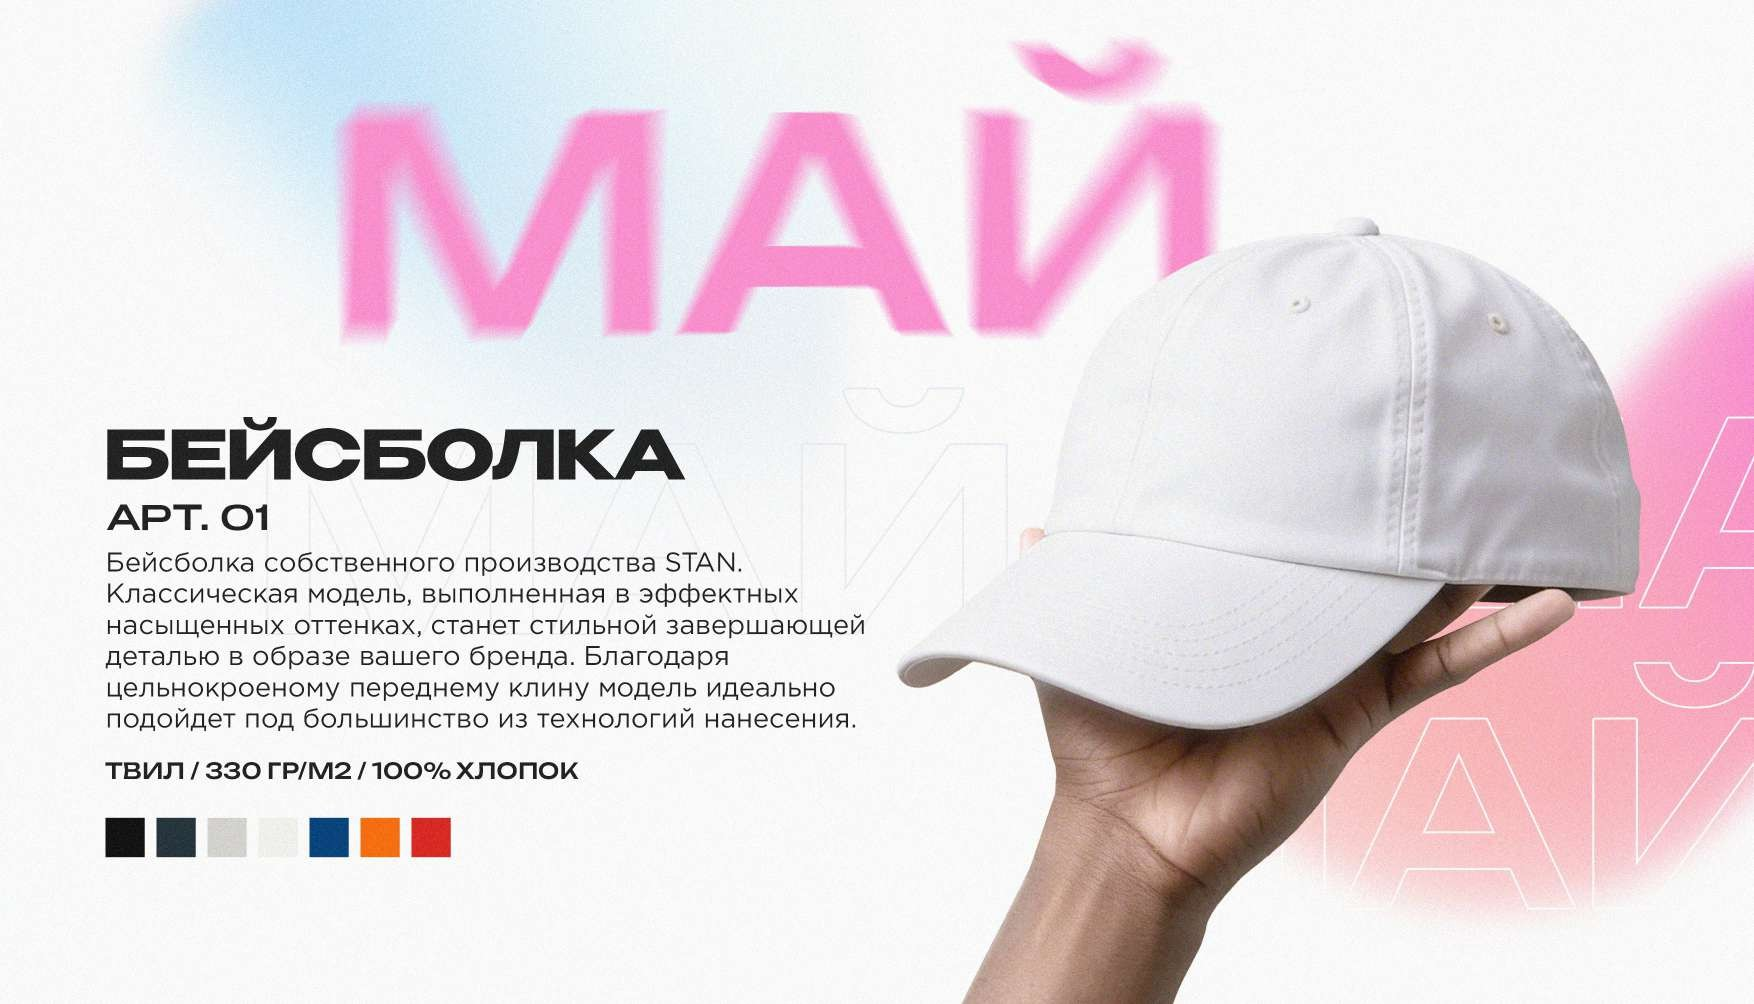 МАЙ
МАЙ
БЕЙСБОЛКА
АРТ. 01
Бейсболка собственного производства STAN.
Классическая модель, выполненная в эффектных
насыщенных оттенках, станет стильной завершающей
деталью в образе вашего бренда. Благодаря
цельнокроеному переднему клину модель идеально
подойдет под большинство из технологий нанесения.
ТВИЛ / 330 ГР/М2 / 100% ХЛОПОК